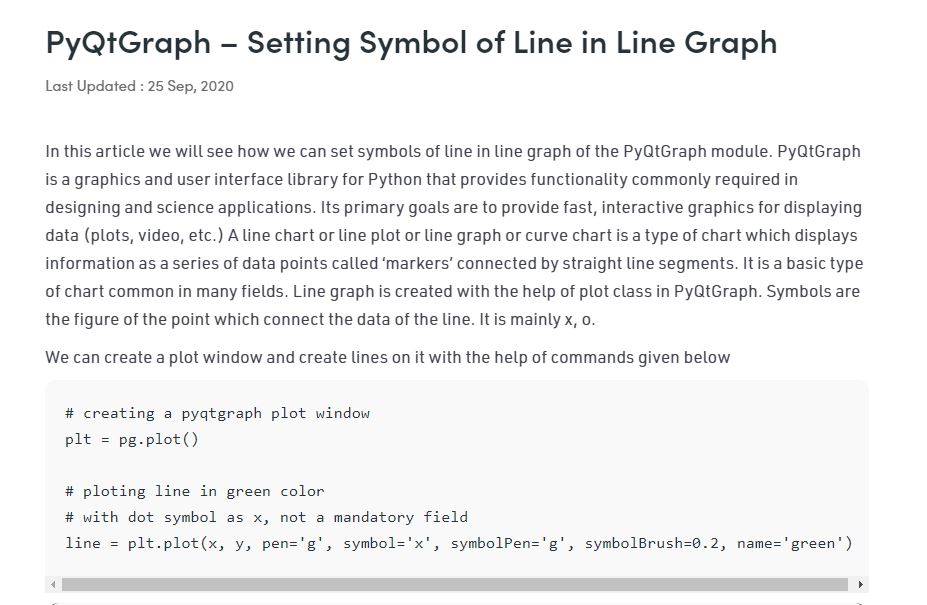 PyQtGraph – Setting Symbol of Line in Line Graph
Last Updated : 25 Sep, 2020
In this article we will see how we can set symbols of line in line graph of the PyQtGraph module. PyQtGraph
is a graphics and user interface library for Python that provides functionality commonly required in
designing and science applications. Its primary goals are to provide fast, interactive graphics for displaying
data (plots, video, etc.) A line chart or line plot or line graph or curve chart is a type of chart which displays
information as a series of data points called ‘markers’ connected by straight line segments. It is a basic type
of chart common in many fields. Line graph is created with the help of plot class in PyQtGraph. Symbols are
the figure of the point which connect the data of the line. It is mainly x, o.
We can create a plot window and create lines on it with the help of commands given below
# creating a pyqtgraph plot window
plt = pg.plot()
# ploting line in green color
# with dot symbol as x, not a mandatory field
line = plt.plot(x, y, pen='g', symbol='x', symbolPen='g', symbolBrush=0.2, name='green')